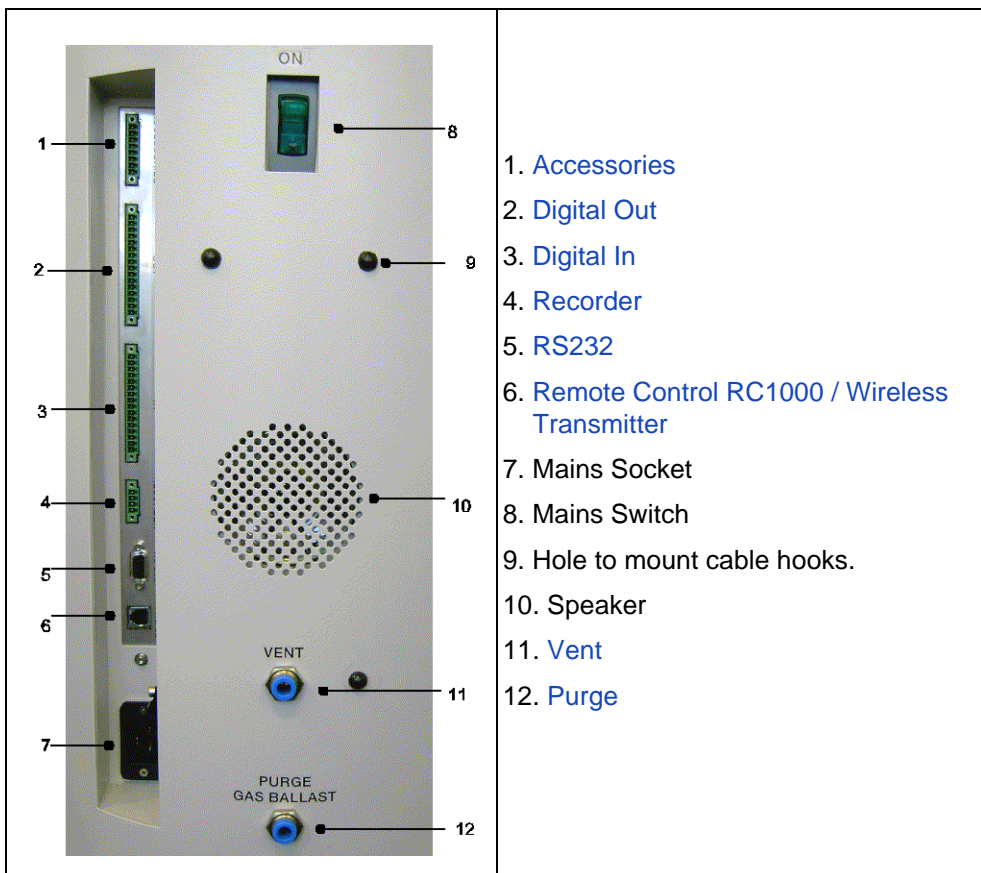 ON
1
8
2
9
3
10
4
5
6
VENT
11
7
PURGE
GAS BALLAST
12
1. Accessories
2. Digital Out
3. Digital In
4. Recorder
5. RS232
6. Remote Control RC1000 / Wireless
Transmitter
7. Mains Socket
8. Mains Switch
9. Hole to mount cable hooks.
10. Speaker
11. Vent
12. Purge